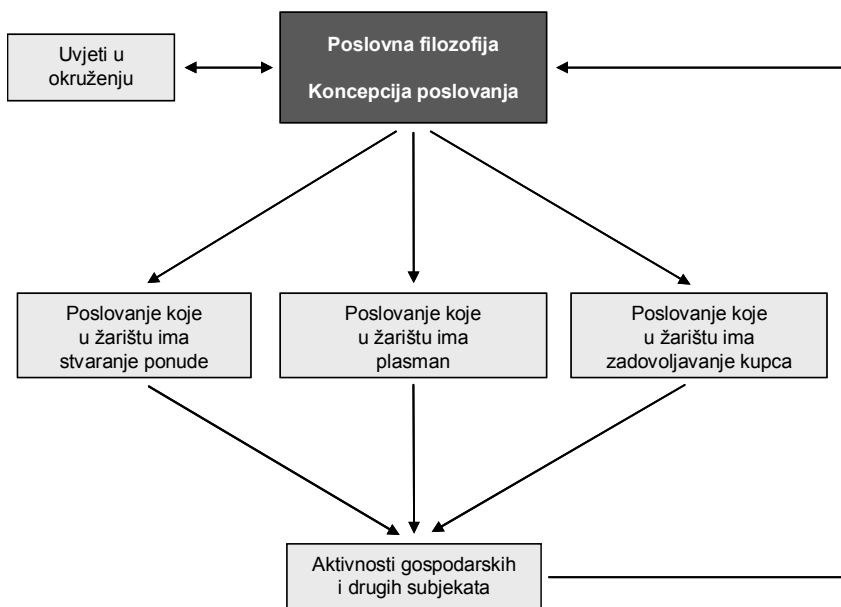 Uvjeti u
okruženju
Poslovna filozofija
Koncepcija poslovanja
Poslovanje koje
u žarištu ima
stvaranje ponude
Poslovanje koje
u žarištu ima
plasman
Poslovanje koje
u žarištu ima
zadovoljavanje kupca
Aktivnosti gospodarskih
i drugih subjekata